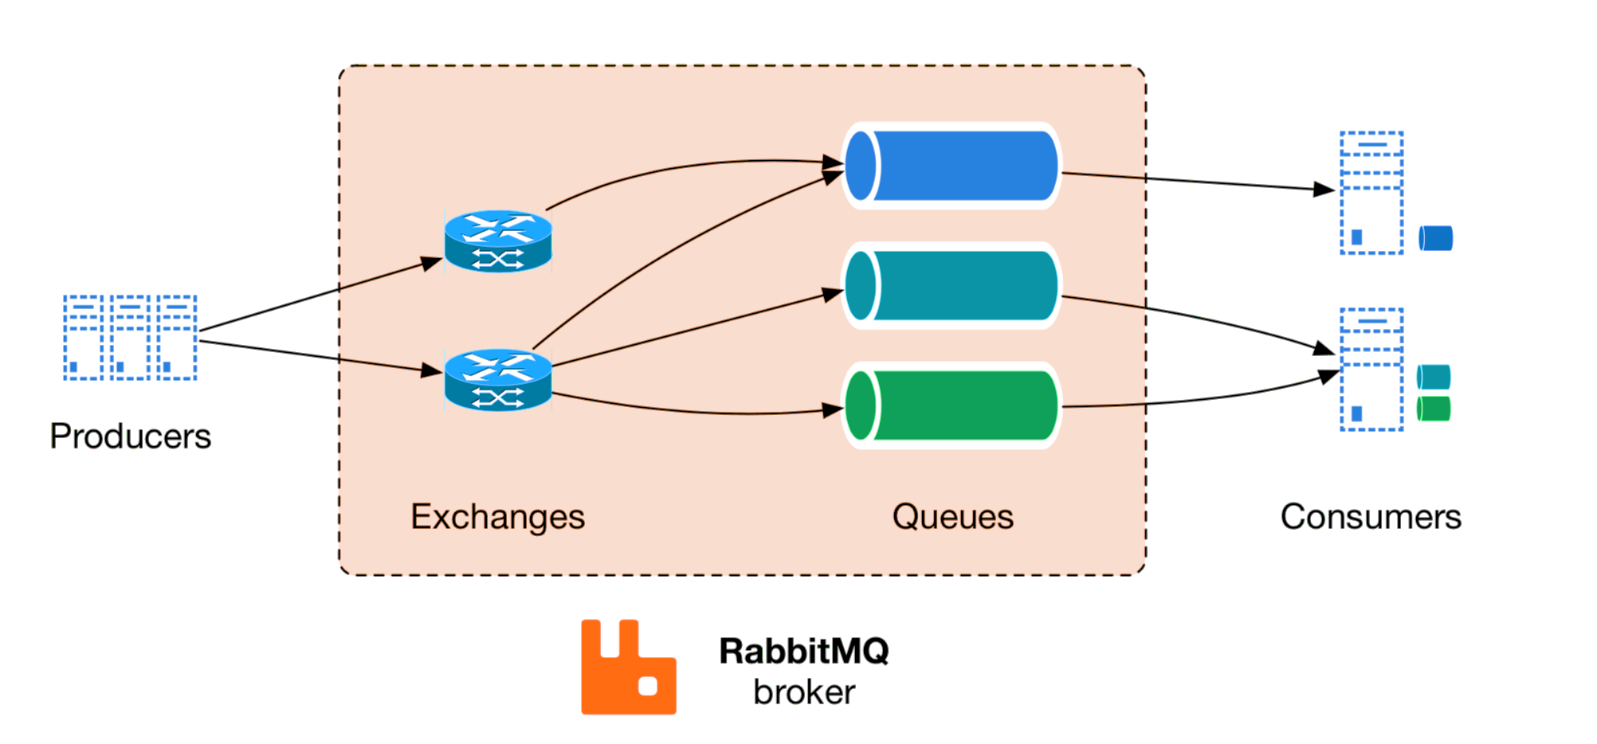 Producers
Exchanges
Queues
Consumers
RabbitMQ
broker